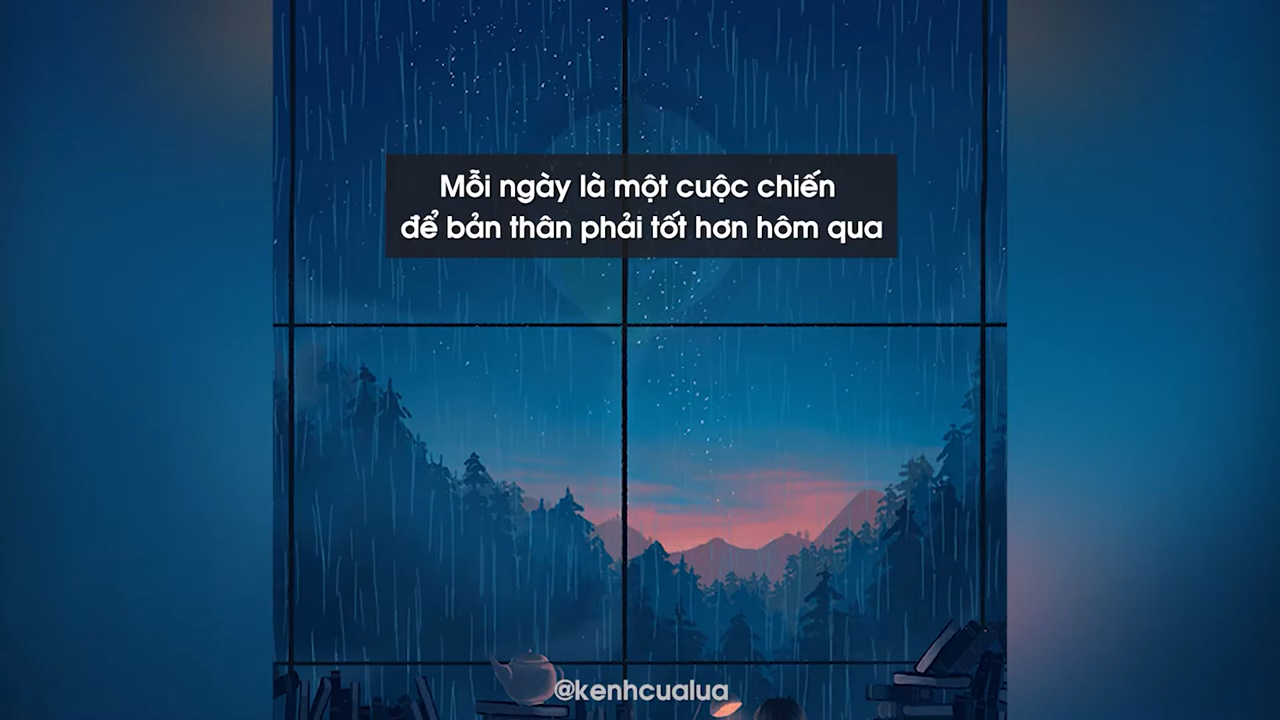 Mỗi ngày là một cuộc chiến
để bản thân phải tốt hơn hôm qua
@kenhcualua